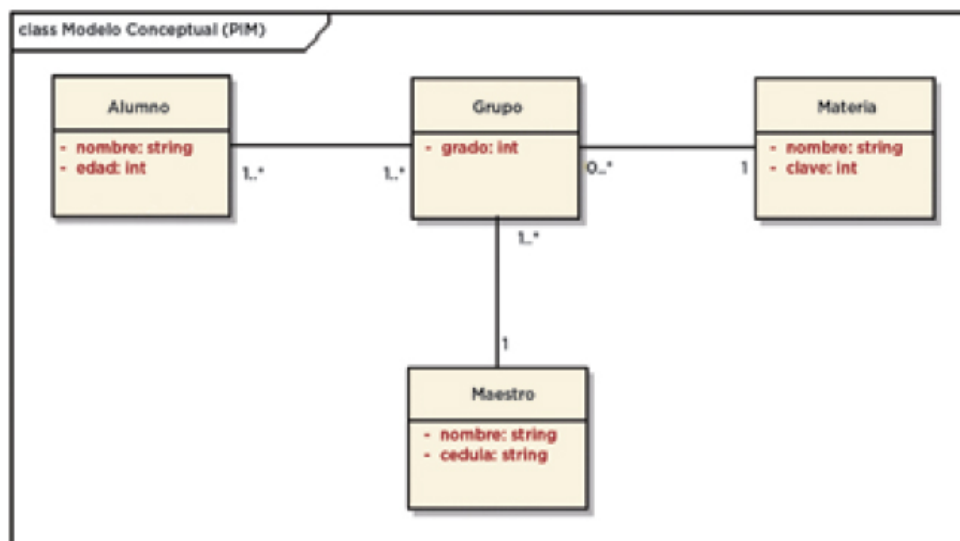 class Modelo Conceptual (PIM)
Alumno
- nombre: string
- edad: int
1..*
1..*
Grupo
- grado: int
0..*
1
Materia
- nombre: string
- clave: int
1..*
1
Maestro
- nombre: string
- cedula: string